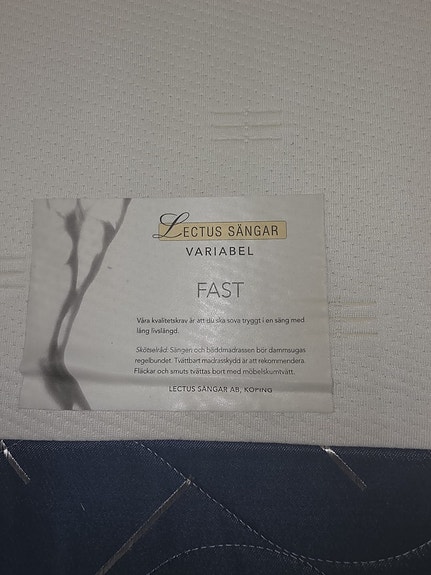 LECTUS SÄNGAR
VARIABEL
FAST
Våra kvalitetskrav är att du ska sova tryggt i en säng med
lång livslängd.
Skötselråd: Sängen och bäddmadrassen bör dammsugas
regelbundet. Tvättbart madrasskydd är att rekommendera.
Fläckar och smuts tvättas bort med möbelskumtvätt.
LECTUS SÄNGAR AB, KÖPING